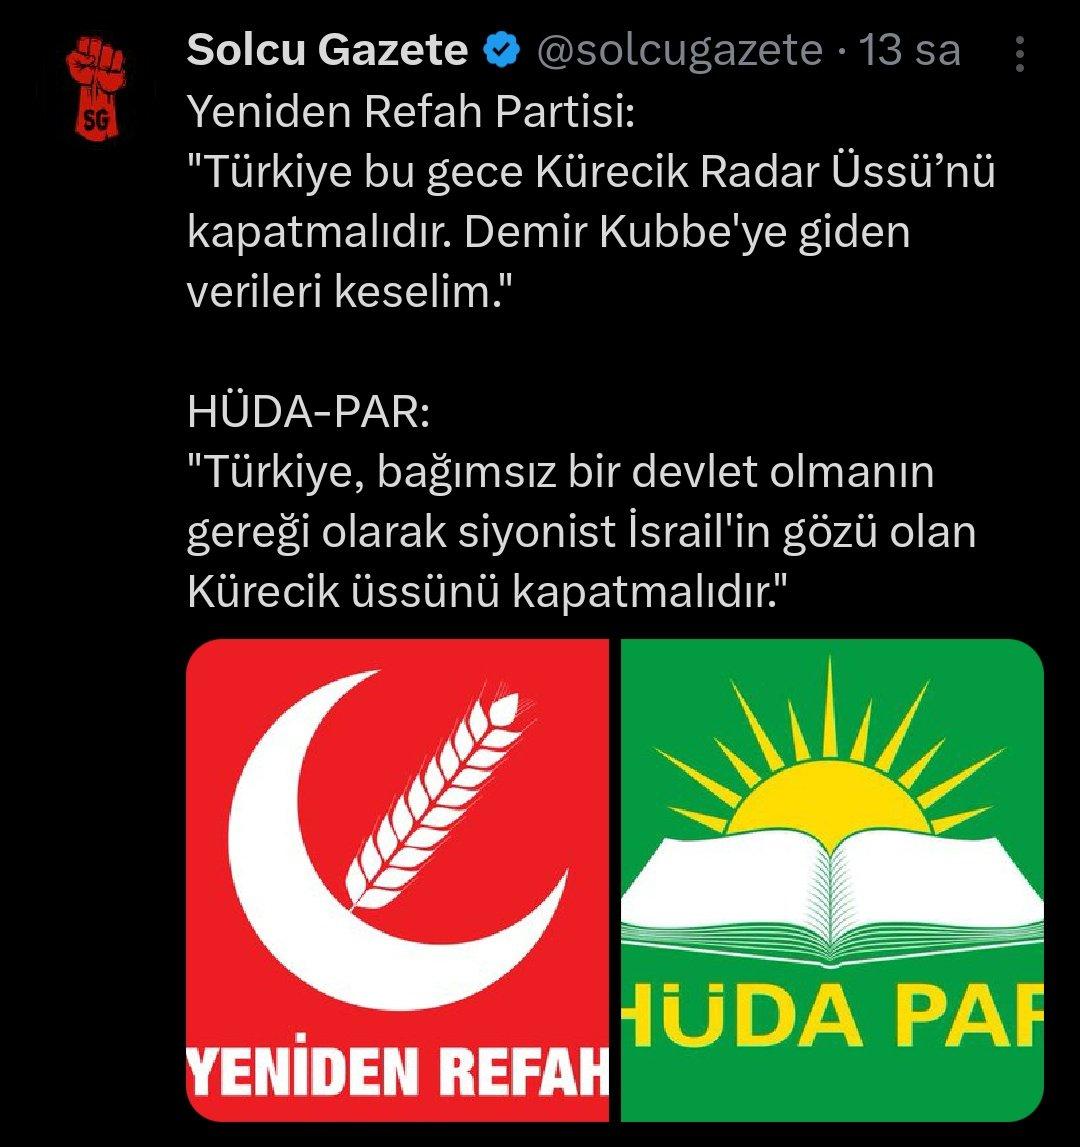 Solcu Gazete @solcugazete · 13 sa
SG
Yeniden Refah Partisi:
"Türkiye bu gece Kürecik Radar Üssü’nü
kapatmalıdır. Demir Kubbe'ye giden
verileri keselim."
HÜDA-PAR:
"Türkiye, bağımsız bir devlet olmanın
gereği olarak siyonist İsrail'in gözü olan
Kürecik üssünü kapatmalıdır."
YENİDEN REFAH
HÜDA PAR